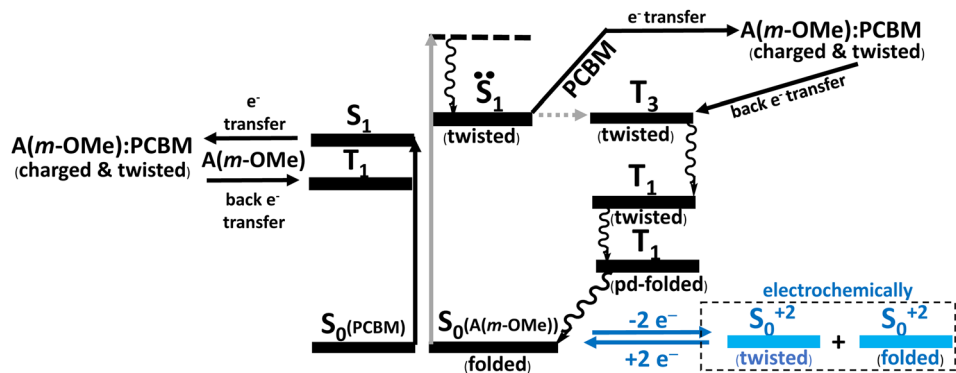 e⁻ transfer
A(m-OMe):PCBM
(charged & twisted)
PCBM
S̈₁
(twisted)
T₃
(twisted)
back e⁻ transfer
e⁻
transfer
S₁
A(m-OMe):PCBM
(charged & twisted)
A(m-OMe)
T₁
back e⁻
transfer
T₁
(twisted)
T₁
(pd-folded)
S₀(PCBM)
S₀(A(m-OMe))
(folded)
-2 e⁻
+2 e⁻
electrochemically
S₀⁺²
(twisted)
+
S₀⁺²
(folded)